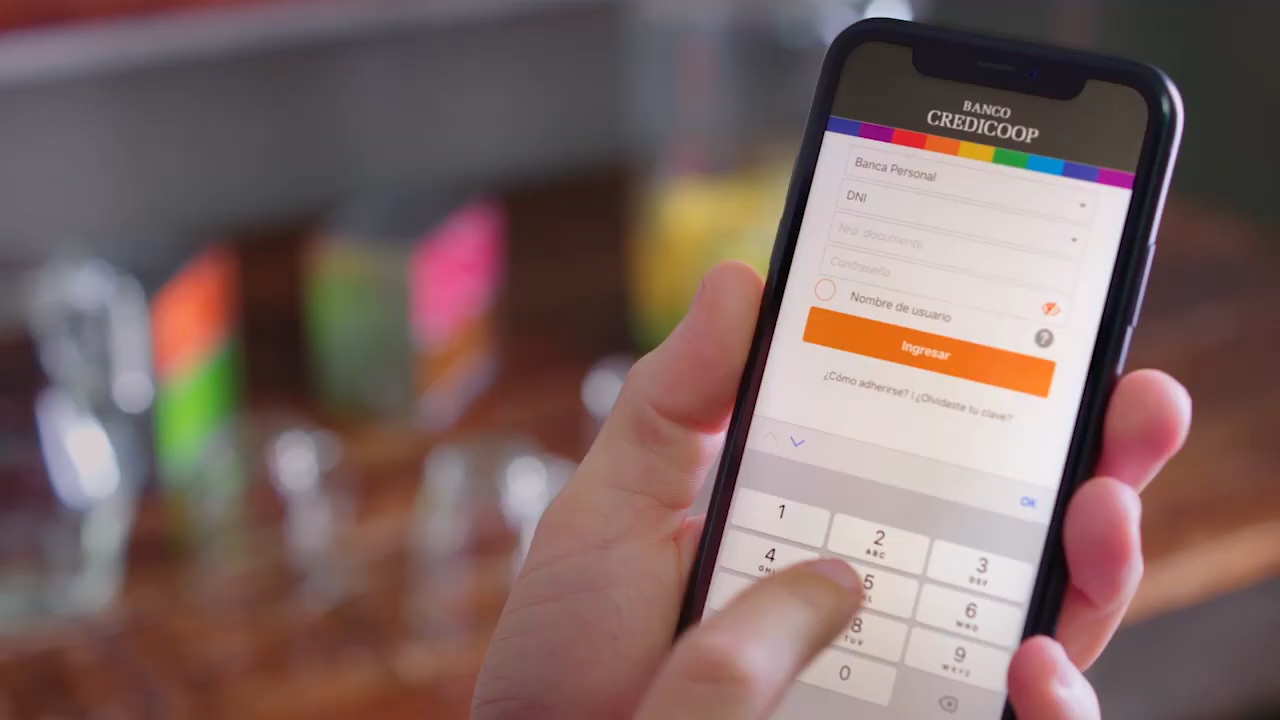 BANCO
CREDICOOP
Banca Personal
DNI
Nro. documento
Contraseña
Nombre de usuario
?
Ingresar
¿Cómo adherirse? | ¿Olvidaste tu clave?
OK
1
2
ABC
3
DEF
4
5
6
MNO
8
TUV
9
WXYZ
0